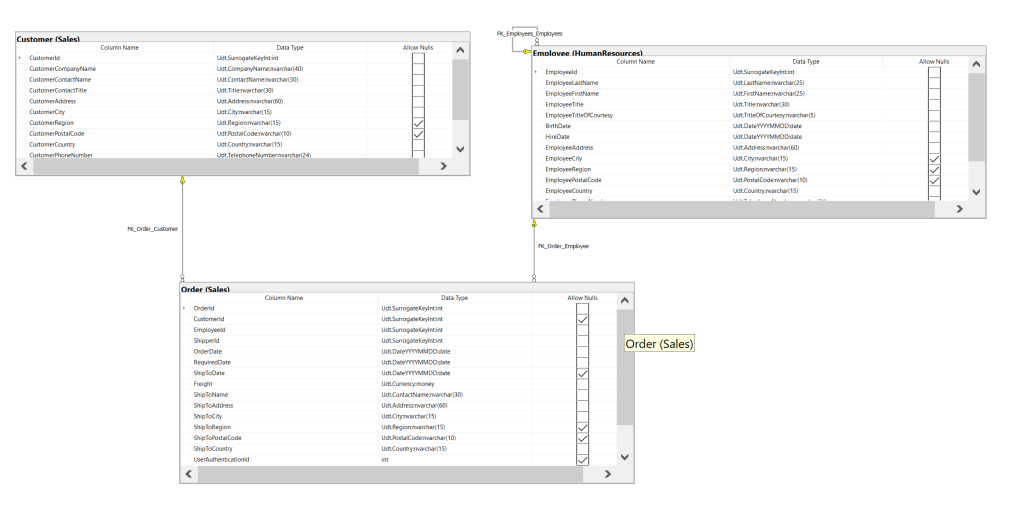 FK_Employees_Employees
Customer (Sales)
Column Name Data Type Allow Nulls
CustomerId Udt.SurrogateKeyInt:int
CustomerCompanyName Udt.CompanyName:nvarchar(40)
CustomerContactName Udt.ContactName:nvarchar(30)
CustomerContactTitle Udt.Title:nvarchar(30)
CustomerAddress Udt.Address:nvarchar(60)
CustomerCity Udt.City:nvarchar(15)
CustomerRegion Udt.Region:nvarchar(15)
CustomerPostalCode Udt.PostalCode:nvarchar(10)
CustomerCountry Udt.Country:nvarchar(15)
CustomerPhoneNumber Udt.TelephoneNumber:nvarchar(24)
Employee (HumanResources)
Column Name Data Type Allow Nulls
EmployeeId Udt.SurrogateKeyInt:int
EmployeeLastName Udt.LastName:nvarchar(25)
EmployeeFirstName Udt.FirstName:nvarchar(25)
EmployeeTitle Udt.Title:nvarchar(30)
EmployeeTitleOfCourtesy Udt.TitleOfCourtesy:nvarchar(5)
BirthDate Udt.DateYYYYMMDD:date
HireDate Udt.DateYYYYMMDD:date
EmployeeAddress Udt.Address:nvarchar(60)
EmployeeCity Udt.City:nvarchar(15)
EmployeeRegion Udt.Region:nvarchar(15)
EmployeePostalCode Udt.PostalCode:nvarchar(10)
EmployeeCountry Udt.Country:nvarchar(15)
FK_Order_Customer
FK_Order_Employee
Order (Sales)
Column Name Data Type Allow Nulls
OrderId Udt.SurrogateKeyInt:int
CustomerId Udt.SurrogateKeyInt:int
EmployeeId Udt.SurrogateKeyInt:int
ShipperId Udt.SurrogateKeyInt:int
OrderDate Udt.DateYYYYMMDD:date
RequiredDate Udt.DateYYYYMMDD:date
ShipToDate Udt.DateYYYYMMDD:date
Freight Udt.Currency:money
ShipToName Udt.ContactName:nvarchar(30)
ShipToAddress Udt.Address:nvarchar(60)
ShipToCity Udt.City:nvarchar(15)
ShipToRegion Udt.Region:nvarchar(15)
ShipToPostalCode Udt.PostalCode:nvarchar(10)
ShipToCountry Udt.Country:nvarchar(15)
UserAuthenticationId int
Order (Sales)